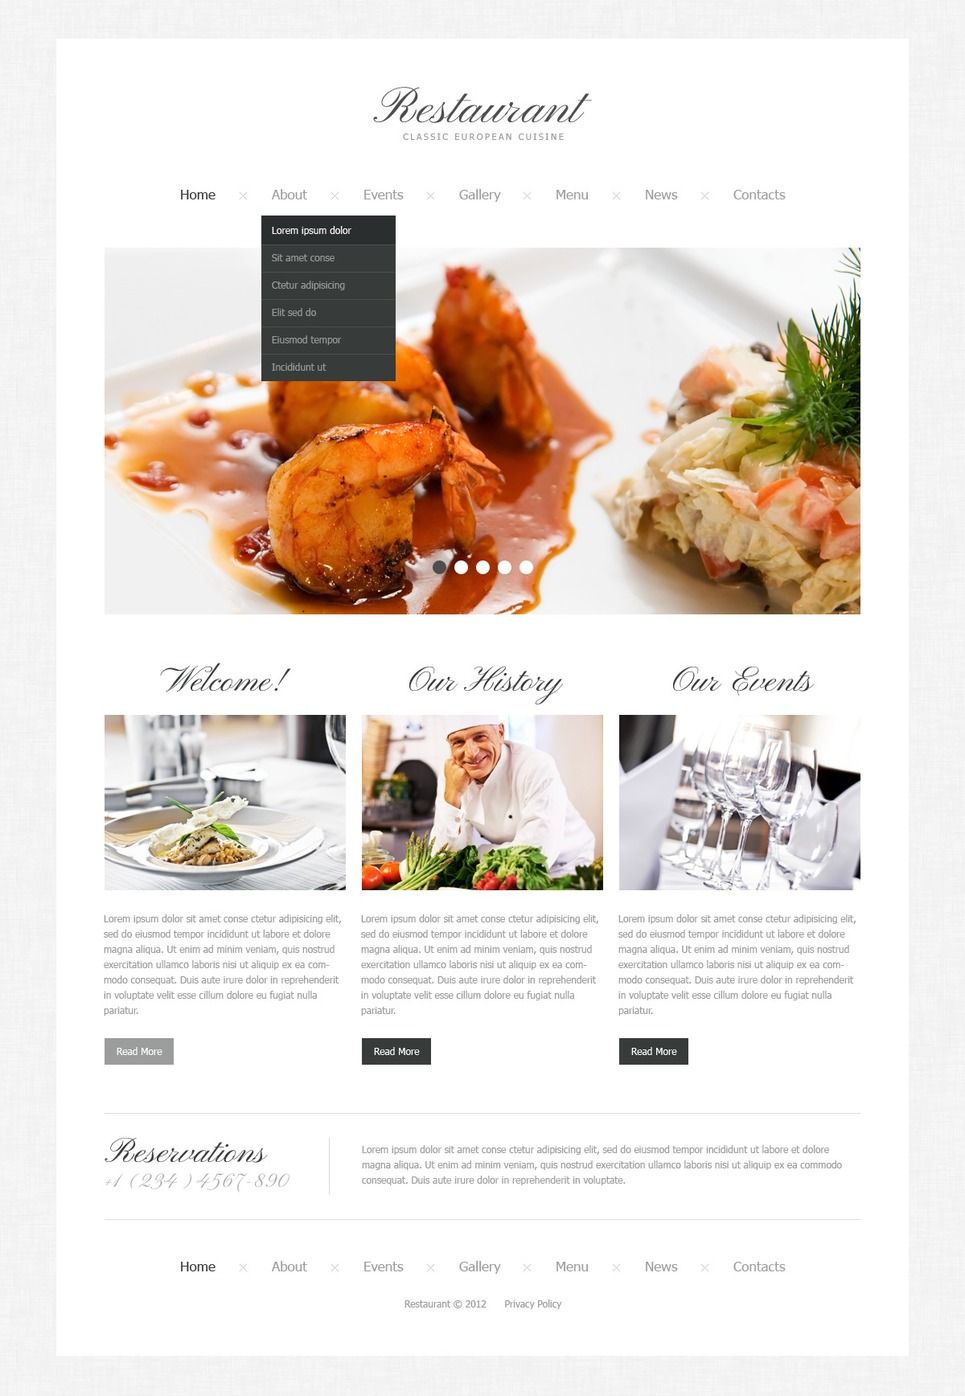 Restaurant
CLASSIC EUROPEAN CUISINE
Home × About × Events × Gallery × Menu × News × Contacts
Lorem ipsum dolor
Sit amet conse
Ctetur adipisicing
Elit sed do
Eiusmod tempor
Incididunt ut
Welcome!
Lorem ipsum dolor sit amet conse ctetur adipisicing elit,
sed do eiusmod tempor incididunt ut labore et dolore
magna aliqua. Ut enim ad minim veniam, quis nostrud
exercitation ullamco laboris nisi ut aliquip ex ea com-
modo consequat. Duis aute irure dolor in reprehenderit
in voluptate velit esse cillum dolore eu fugiat nulla
pariatur.
Read More
Our History
Lorem ipsum dolor sit amet conse ctetur adipisicing elit,
sed do eiusmod tempor incididunt ut labore et dolore
magna aliqua. Ut enim ad minim veniam, quis nostrud
exercitation ullamco laboris nisi ut aliquip ex ea com-
modo consequat. Duis aute irure dolor in reprehenderit
in voluptate velit esse cillum dolore eu fugiat nulla
pariatur.
Read More
Our Events
Lorem ipsum dolor sit amet conse ctetur adipisicing elit,
sed do eiusmod tempor incididunt ut labore et dolore
magna aliqua. Ut enim ad minim veniam, quis nostrud
exercitation ullamco laboris nisi ut aliquip ex ea com-
modo consequat. Duis aute irure dolor in reprehenderit
in voluptate velit esse cillum dolore eu fugiat nulla
pariatur.
Read More
Reservations
+1 (234) 4567-890
Lorem ipsum dolor sit amet conse ctetur adipisicing elit, sed do eiusmod tempor incididunt ut labore et dolore
magna aliqua. Ut enim ad minim veniam, quis nostrud exercitation ullamco laboris nisi ut aliquip ex ea commodo
consequat. Duis aute irure dolor in reprehenderit in voluptate.
Home × About × Events × Gallery × Menu × News × Contacts
Restaurant © 2012 Privacy Policy